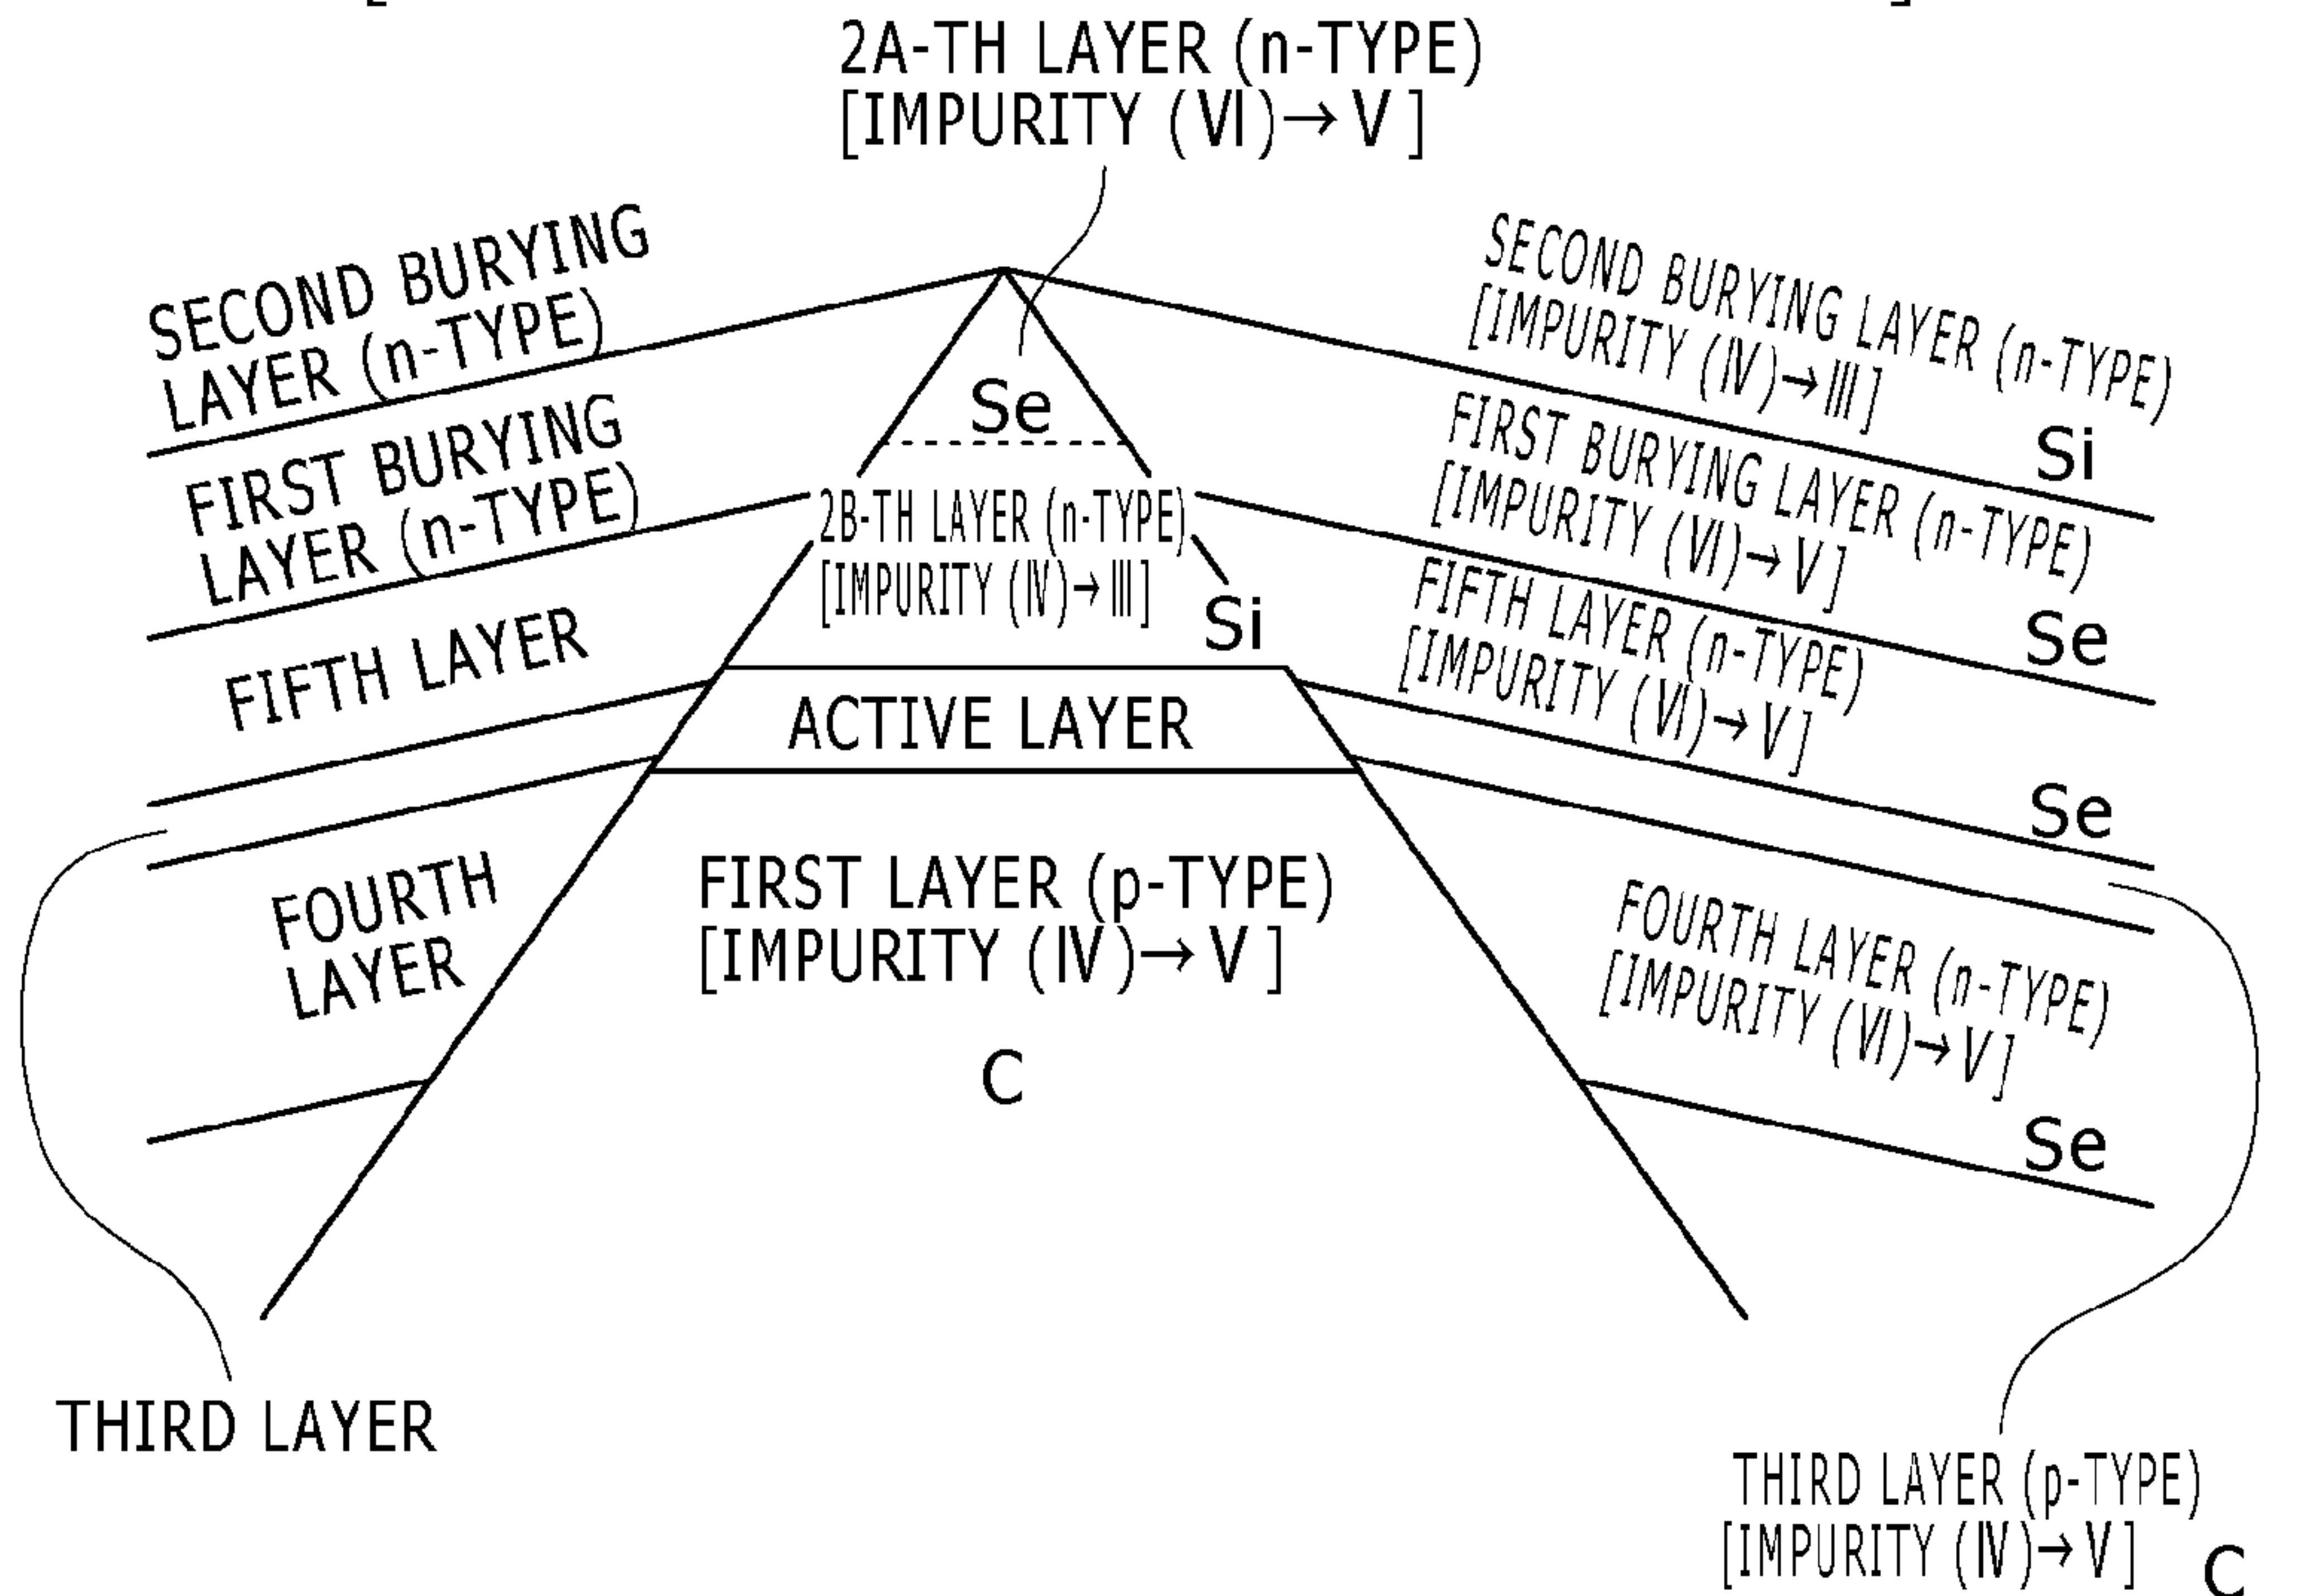 2A-TH LAYER (n-TYPE)
[IMPURITY (Ⅵ)→Ⅴ]
SECOND BURYING
LAYER (n-TYPE)
SECOND BURYING LAYER (n-TYPE)
[IMPURITY (Ⅳ)→Ⅲ]
Si
Se
FIRST BURYING
LAYER (n-TYPE)
FIRST BURYING LAYER (n-TYPE)
[IMPURITY (Ⅵ)→Ⅴ]
Se
2B-TH LAYER (n-TYPE)
[IMPURITY (Ⅳ)→Ⅲ]
Si
FIFTH LAYER
FIFTH LAYER (n-TYPE)
[IMPURITY (Ⅵ)→Ⅴ]
Se
ACTIVE LAYER
FIRST LAYER (p-TYPE)
[IMPURITY (Ⅳ)→Ⅴ]
C
FOURTH
LAYER
FOURTH LAYER (n-TYPE)
[IMPURITY (Ⅵ)→Ⅴ]
Se
THIRD LAYER
THIRD LAYER (p-TYPE)
[IMPURITY (Ⅳ)→Ⅴ]
C